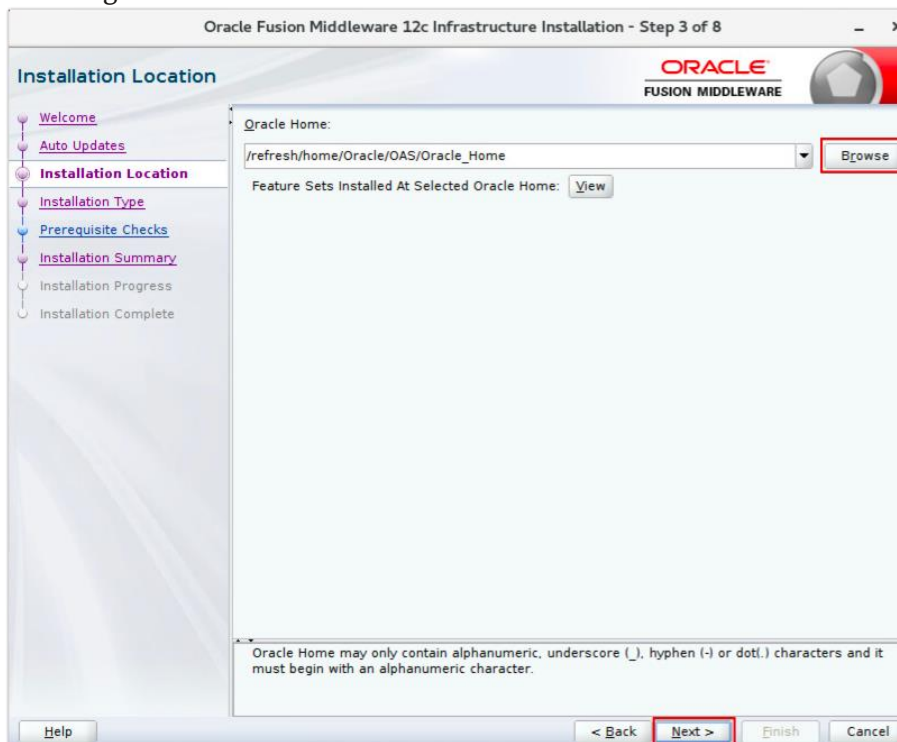 Oracle Fusion Middleware 12c Infrastructure Installation - Step 3 of 8
Installation Location
ORACLE
FUSION MIDDLEWARE
Welcome
Auto Updates
Installation Location
Installation Type
Prerequisite Checks
Installation Summary
Installation Progress
Installation Complete
Oracle Home:
/refresh/home/Oracle/OAS/Oracle_Home
Browse
Feature Sets Installed At Selected Oracle Home: View
Oracle Home may only contain alphanumeric, underscore (_), hyphen (-) or dot(.) characters and it
must begin with an alphanumeric character.
Help
< Back Next > Finish Cancel